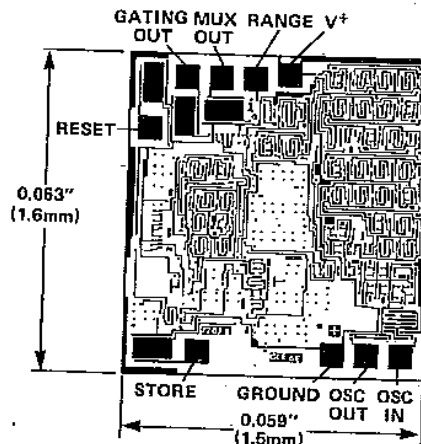 GATING MUX RANGE V+
OUT OUT
RESET
0.063"
(1.6mm)
STORE GROUND OSC OSC
OUT IN
0.059"
(1.5mm)